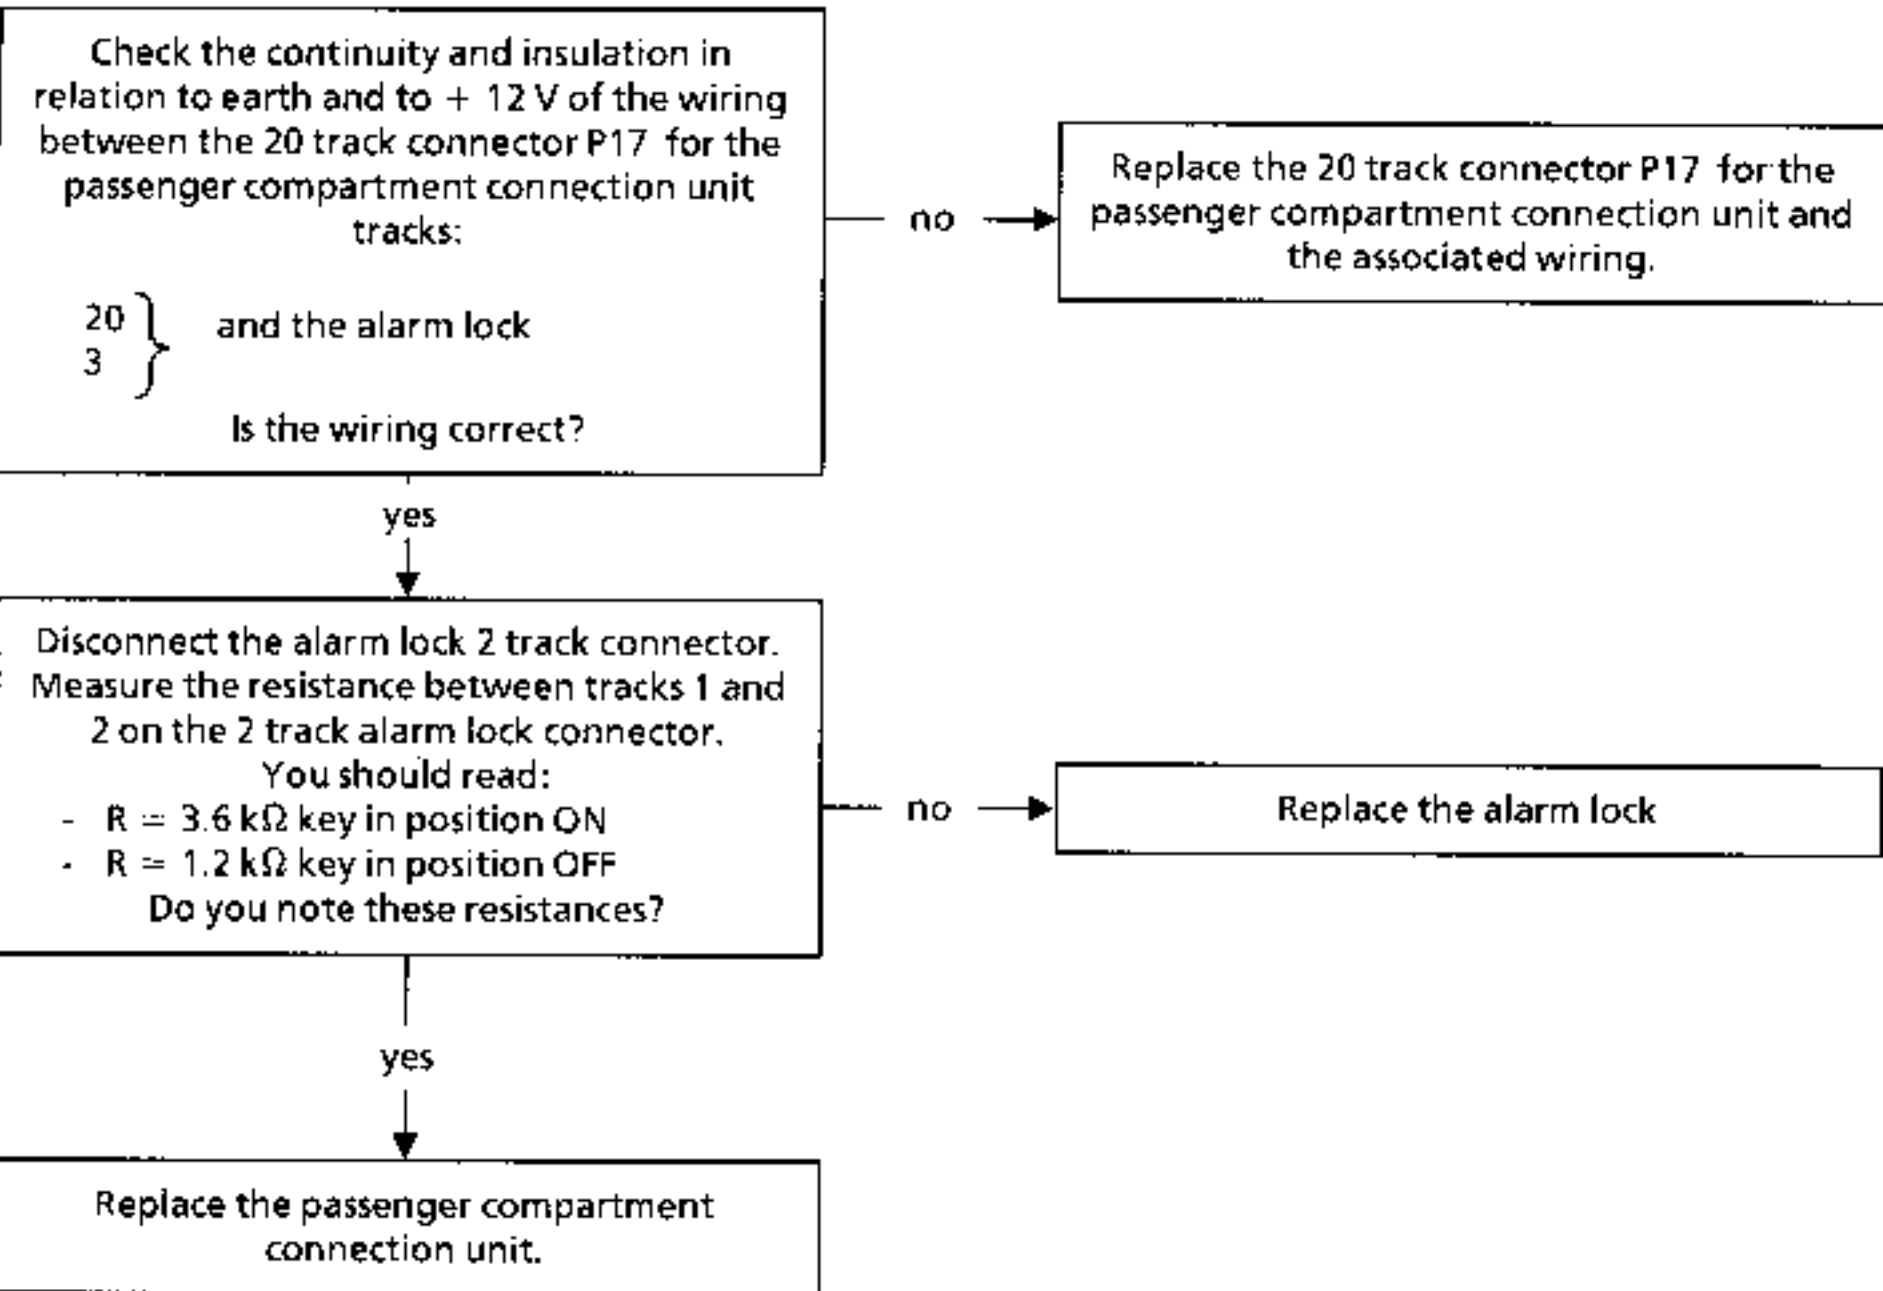 Check the continuity and insulation in
relation to earth and to + 12 V of the wiring
between the 20 track connector P17 for the
passenger compartment connection unit
tracks:
20
3
and the alarm lock
Is the wiring correct?
no
Replace the 20 track connector P17 for the
passenger compartment connection unit and
the associated wiring.
yes
Disconnect the alarm lock 2 track connector.
Measure the resistance between tracks 1 and
2 on the 2 track alarm lock connector.
You should read:
- R = 3.6 kΩ key in position ON
- R = 1.2 kΩ key in position OFF
Do you note these resistances?
no
Replace the alarm lock
yes
Replace the passenger compartment
connection unit.